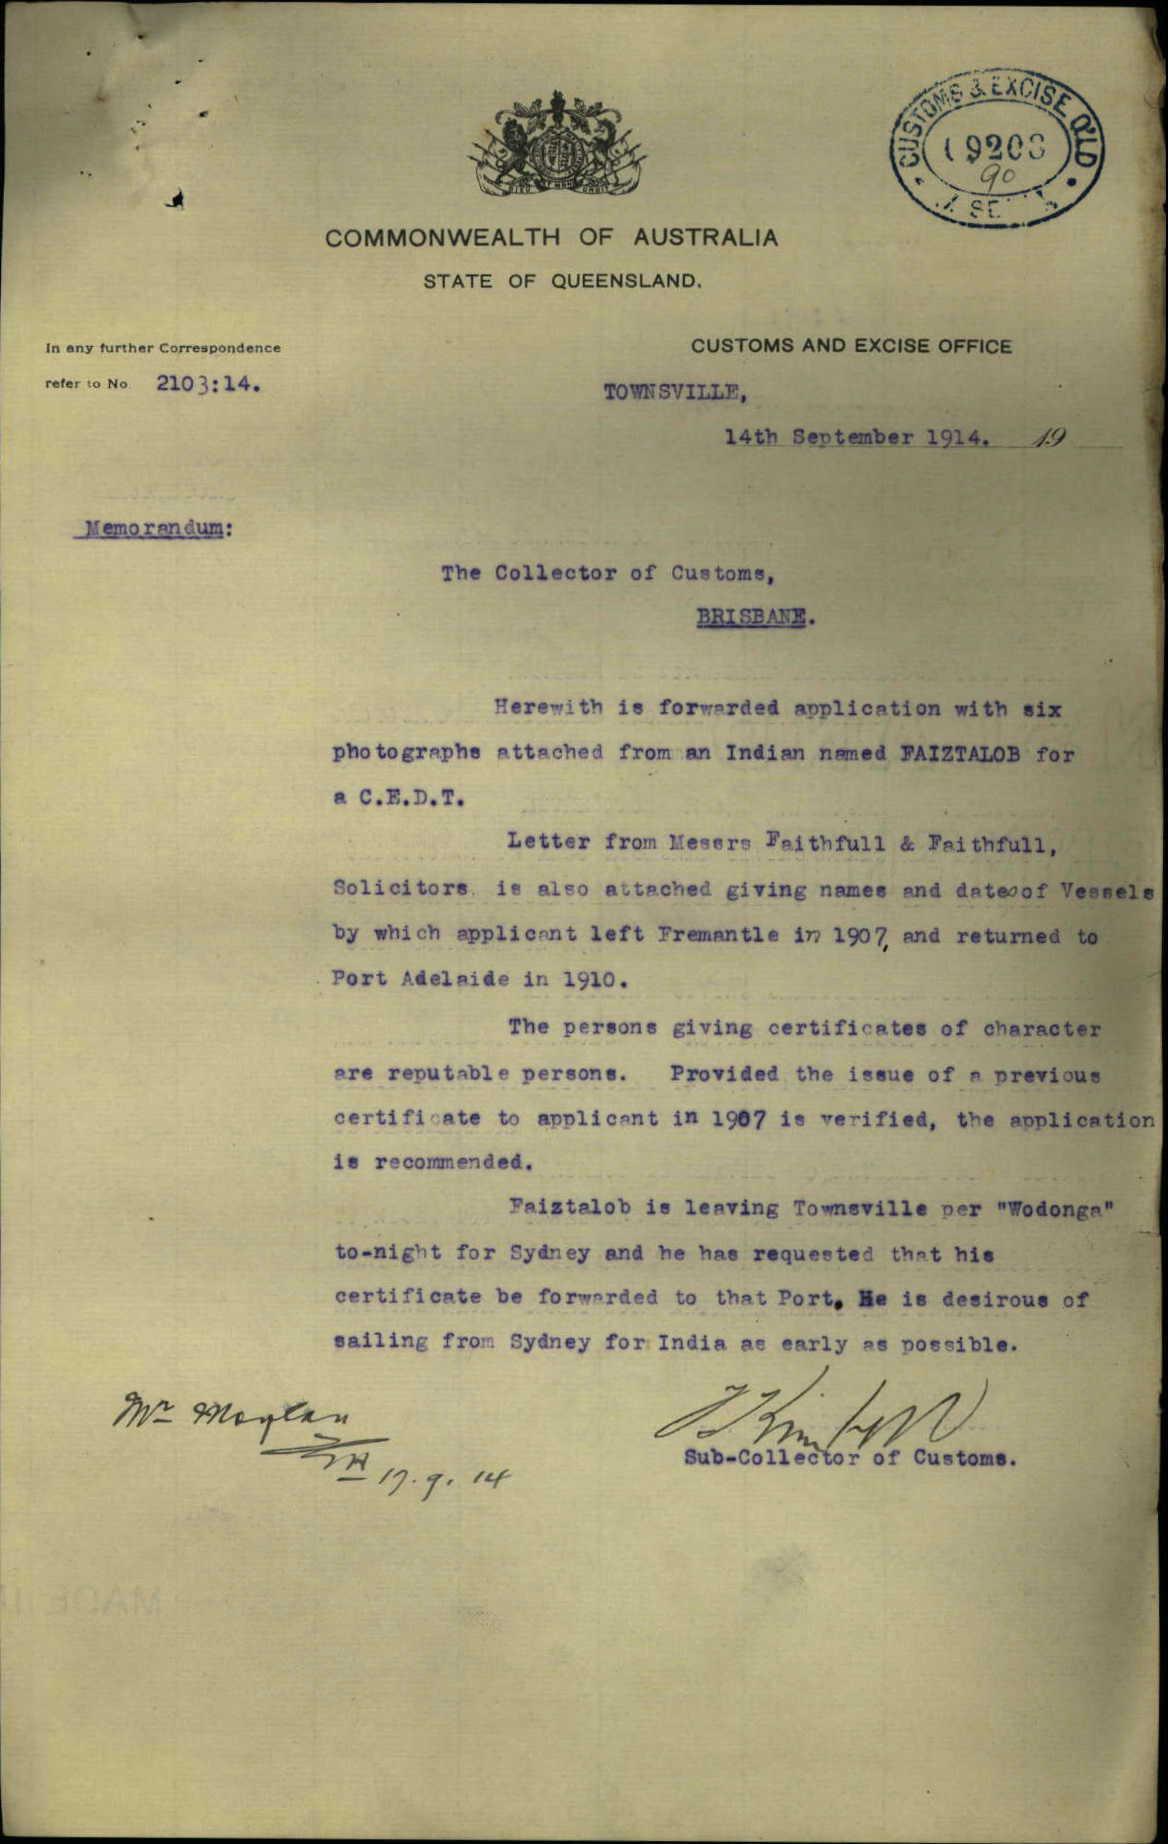 CUSTOMS & EXCISE Q'LD
19203
90
COMMONWEALTH OF AUSTRALIA
STATE OF QUEENSLAND.
In any further Correspondence
refer to No 2103:14.
CUSTOMS AND EXCISE OFFICE
TOWNSVILLE,
14th September 1914. 19
Memorandum:
The Collector of Customs,
BRISBANE.
Herewith is forwarded application with six
photographs attached from an Indian named FAIZTALOB for
a C.E.D.T.
Letter from Messrs Faithfull & Faithfull,
Solicitors is also attached giving names and dates of Vessels
by which applicant left Fremantle in 1907, and returned to
Port Adelaide in 1910.
The persons giving certificates of character
are reputable persons. Provided the issue of a previous
certificate to applicant in 1907 is verified, the application
is recommended.
Faiztalob is leaving Townsville per "Wodonga"
to-night for Sydney and he has requested that his
certificate be forwarded to that Port. He is desirous of
sailing from Sydney for India as early as possible.
Mr Moylan
17.9.14
Sub-Collector of Customs.